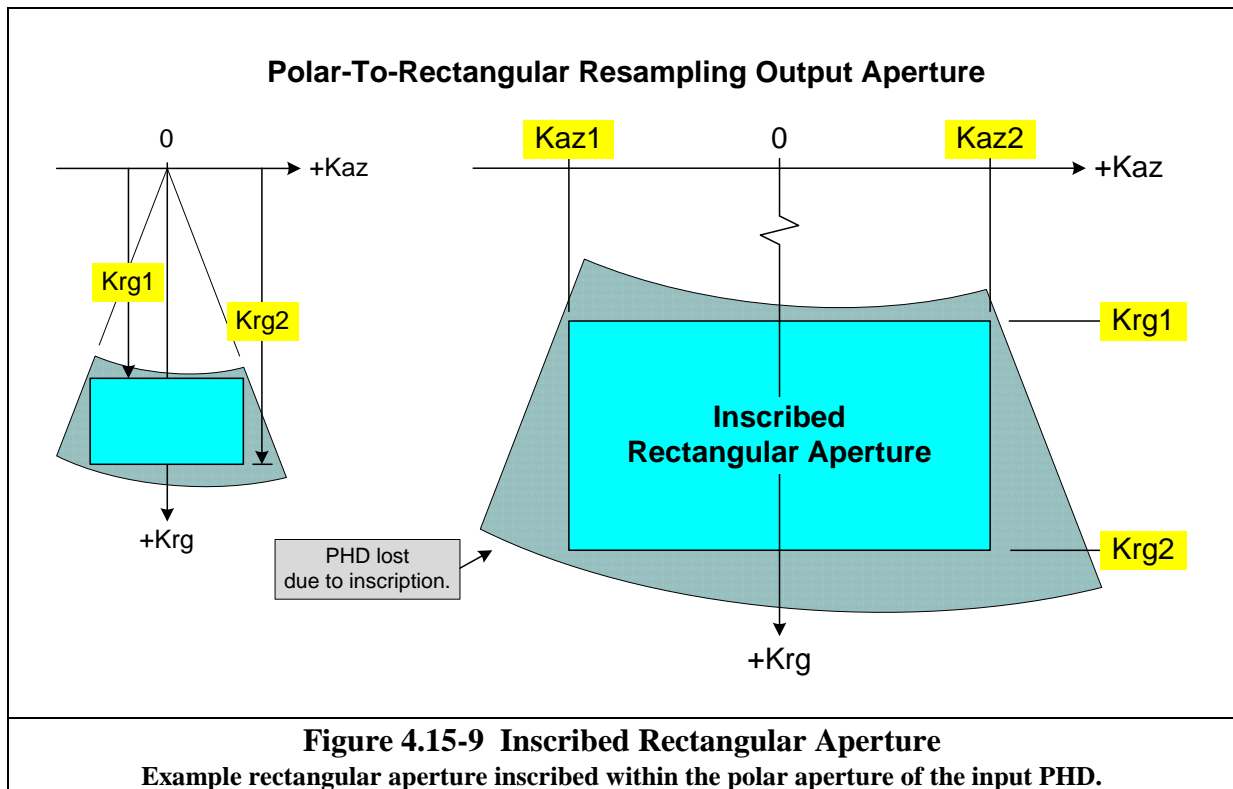 Polar-To-Rectangular Resampling Output Aperture
0
+Kaz
Krg1
Krg2
+Krg
Kaz1
0
Kaz2
+Kaz
Krg1
Inscribed
Rectangular Aperture
Krg2
PHD lost
due to inscription.
+Krg
Figure 4.15-9 Inscribed Rectangular Aperture
Example rectangular aperture inscribed within the polar aperture of the input PHD.